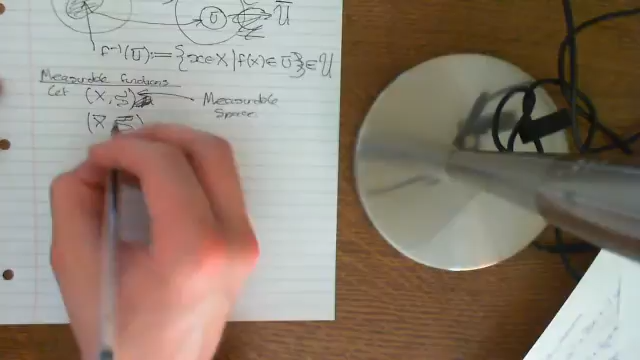 Ū Ū
f⁻¹(Ū) := {x∈X | f(x) ∈ Ū} ∈ U
Measurable functions
Let (X, ξ) Measurable Space
(X̄, ξ̄)